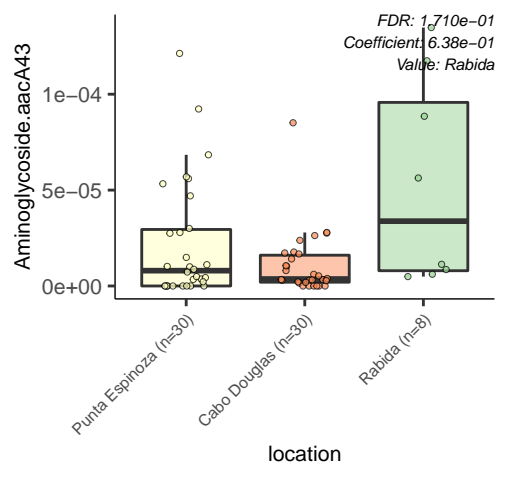 FDR: 1.710e−01
Coefficient: 6.38e−01
Value: Rabida
Aminoglycoside.aacA43
1e−04
5e−05
0e+00
Punta Espinoza (n=30)
Cabo Douglas (n=30)
Rabida (n=8)
location